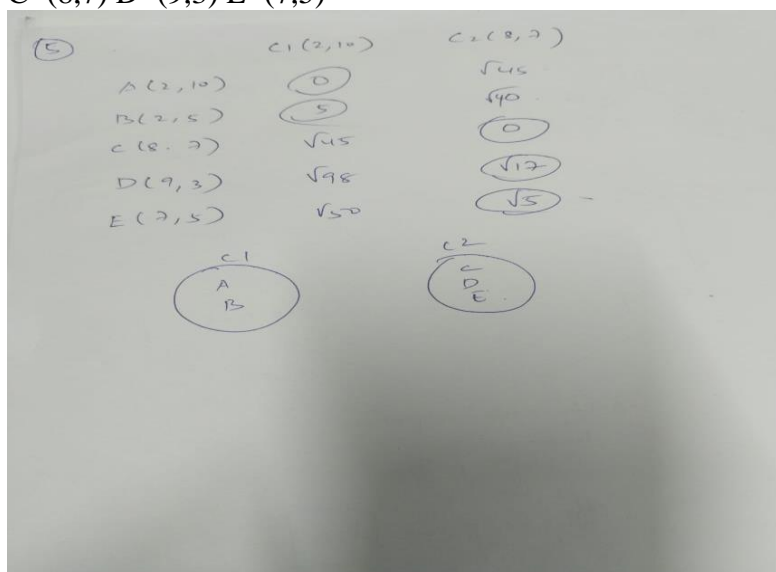 C=(8,7) D=(9,3) E=(7,5)
5 C1(2,10) C2(8,7)
A(2,10) 0 √45
B(2,5) 5 √40
C(8.7) √45 0
D(9,3) √98 √17
E(7,5) √50 √5 -
C1 C2
A C
B D
E.